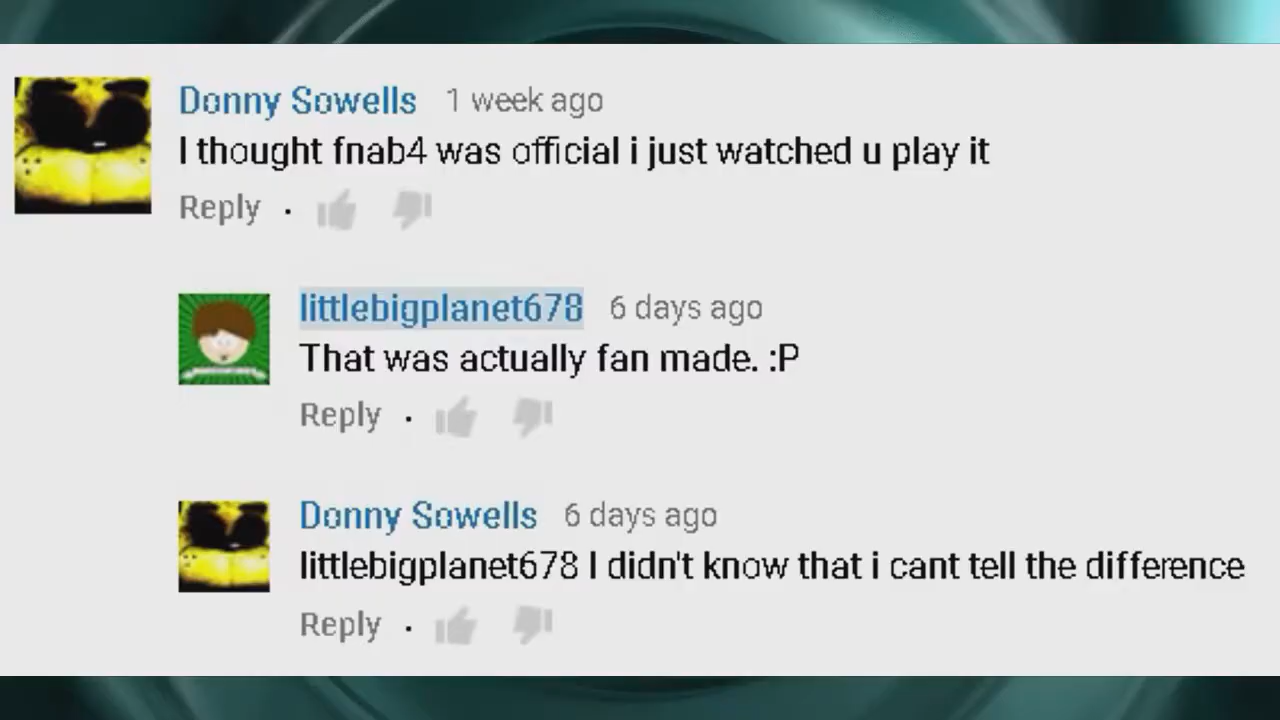 Donny Sowells 1 week ago
I thought fnab4 was official i just watched u play it
Reply ·
littlebigplanet678 6 days ago
That was actually fan made. :P
Reply ·
Donny Sowells 6 days ago
littlebigplanet678 I didn't know that i cant tell the difference
Reply ·